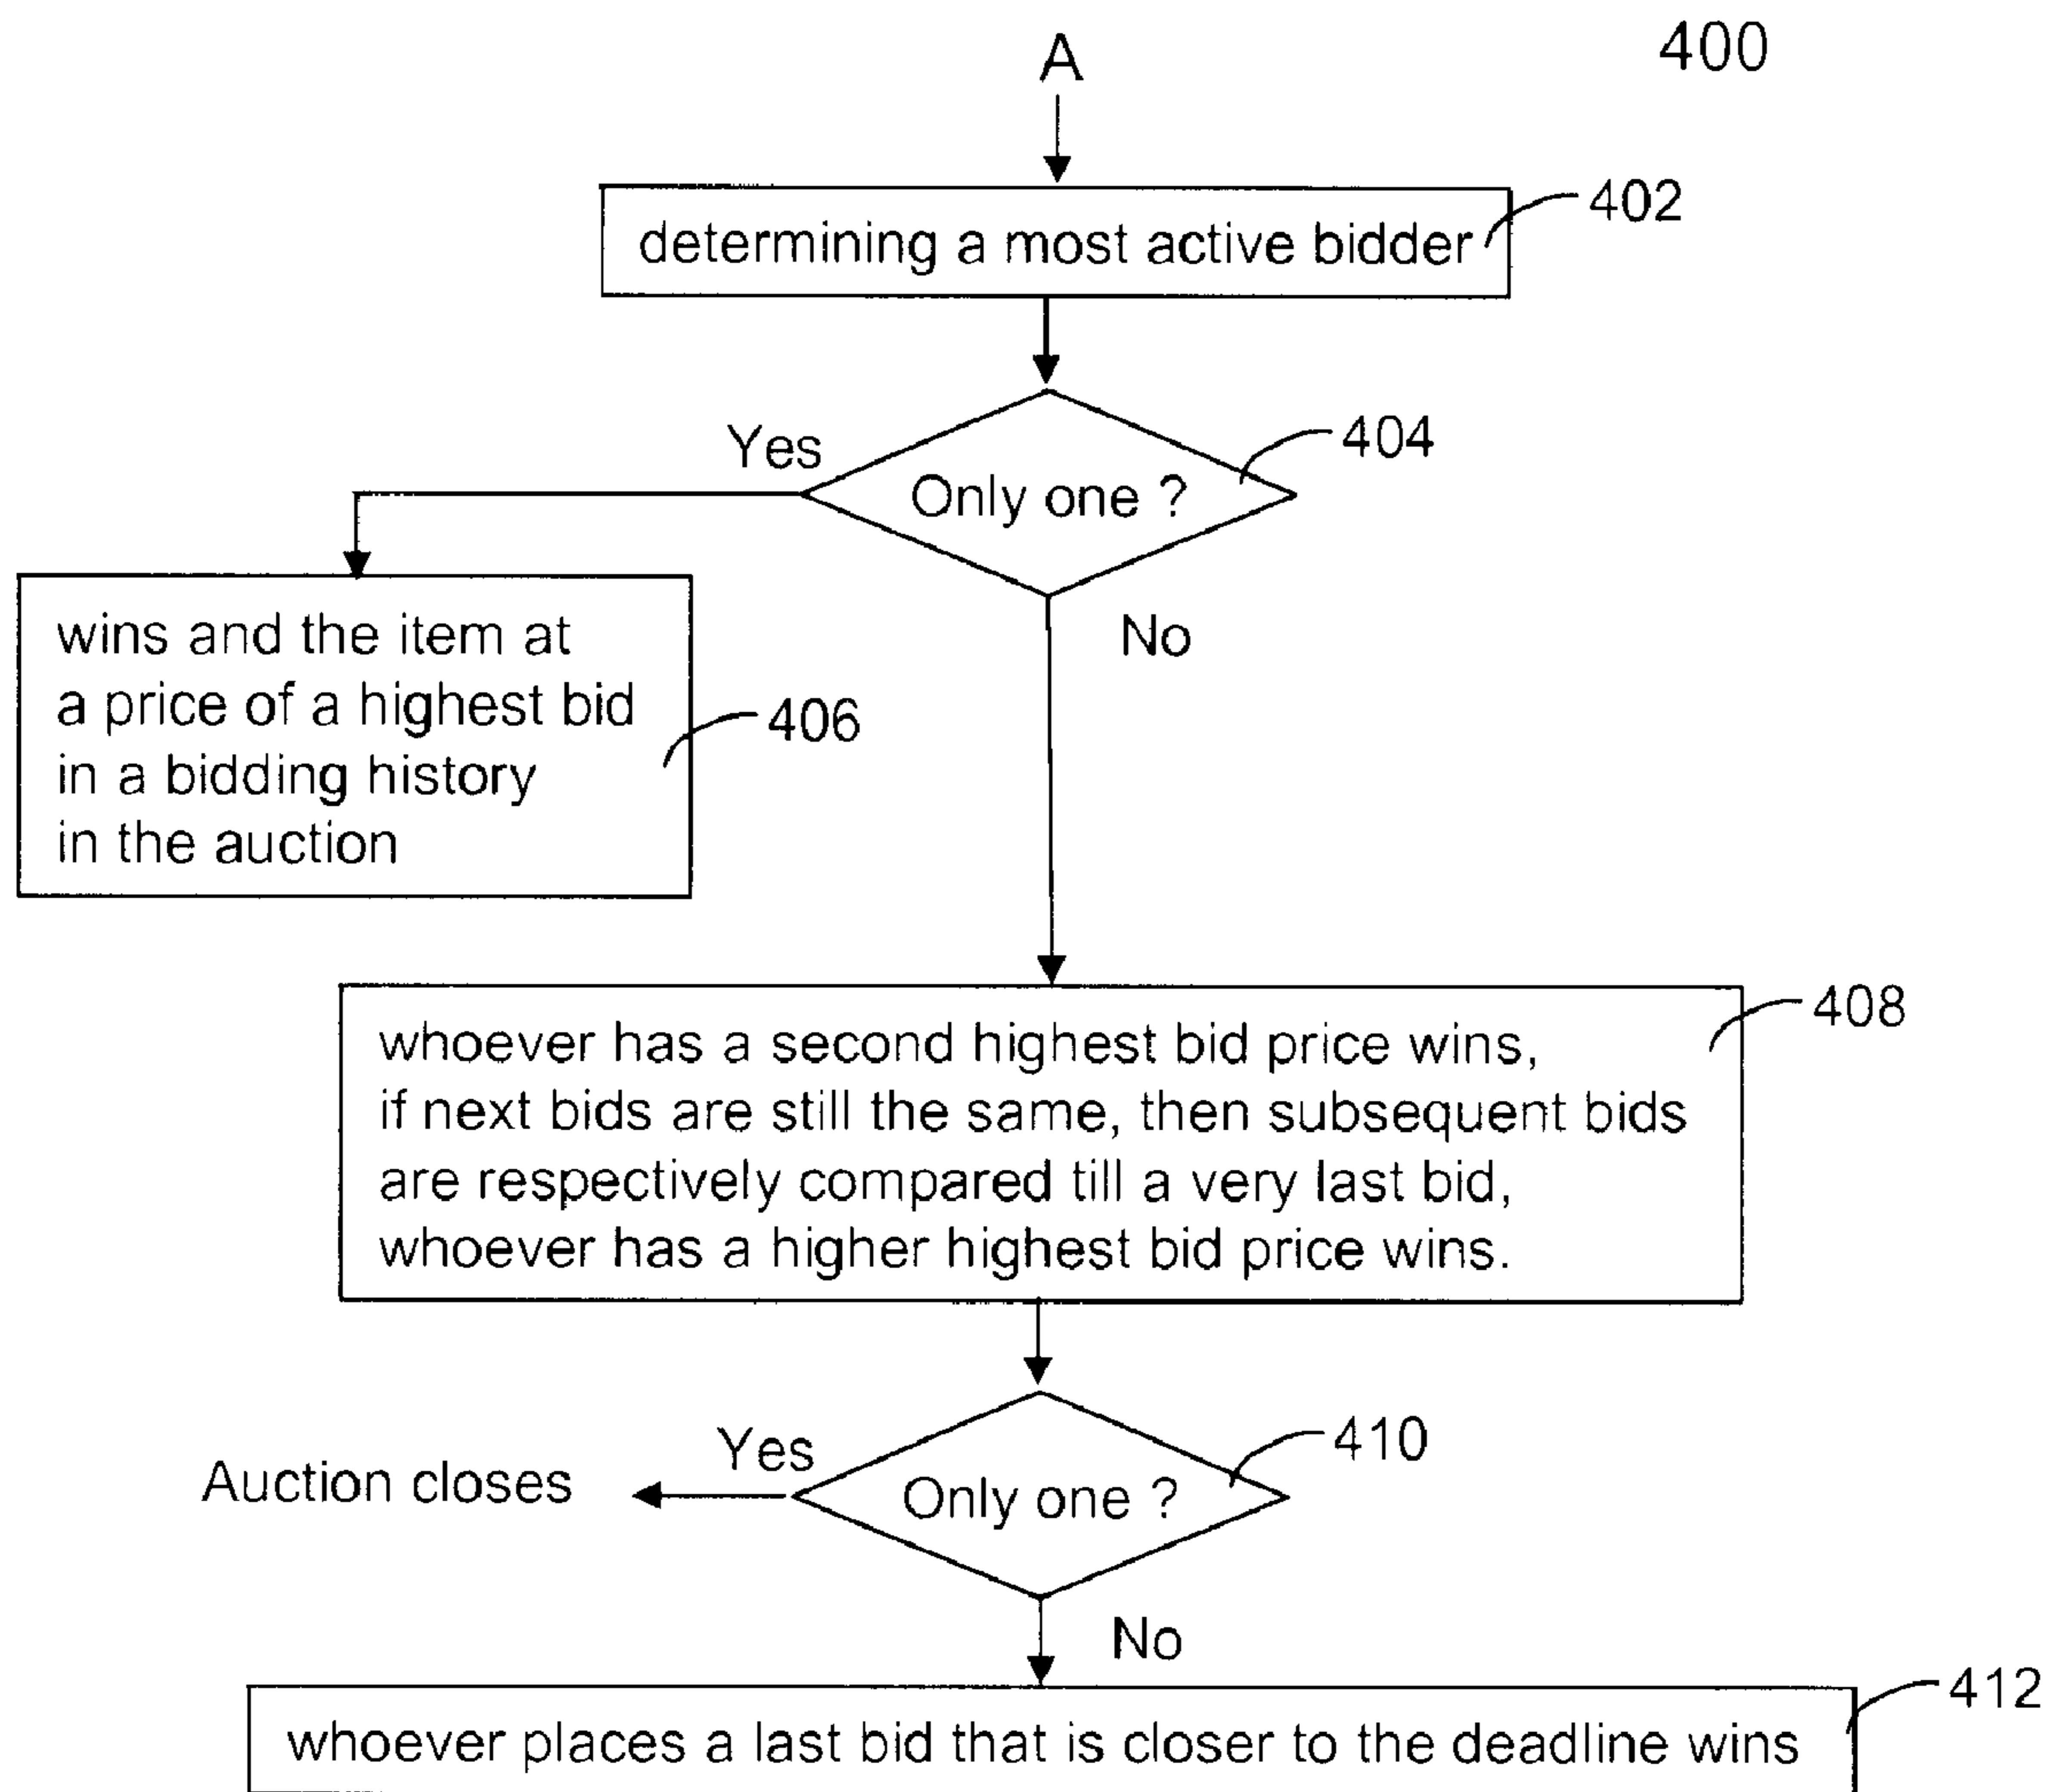 400
A
402
determining a most active bidder
404
Yes
Only one ?
No
wins and the item at
a price of a highest bid
in a bidding history
in the auction
406
408
whoever has a second highest bid price wins,
if next bids are still the same, then subsequent bids
are respectively compared till a very last bid,
whoever has a higher highest bid price wins.
410
Yes
Auction closes
Only one ?
No
412
whoever places a last bid that is closer to the deadline wins